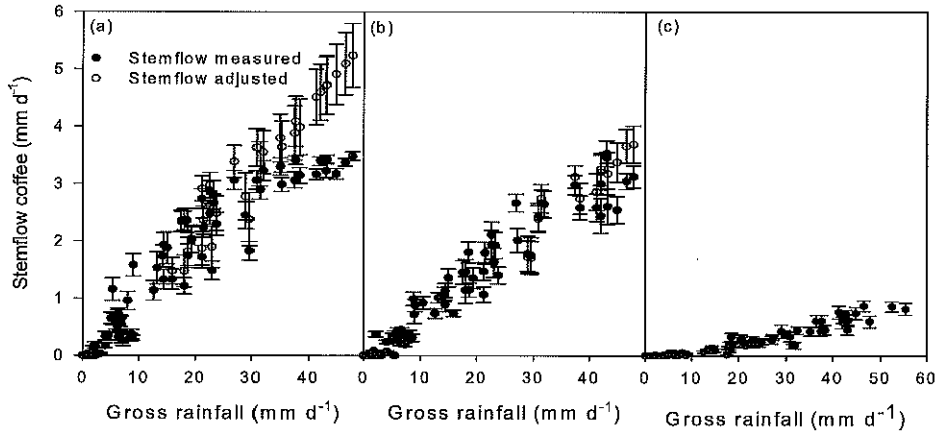 (a) (b) (c)
Stemflow measured
Stemflow adjusted
Stemflow coffee (mm d⁻¹)
6
5
4
3
2
1
0
0 10 20 30 40 0 10 20 30 40 0 10 20 30 40 50 60
Gross rainfall (mm d⁻¹) Gross rainfall (mm d⁻¹) Gross rainfall (mm d⁻¹)